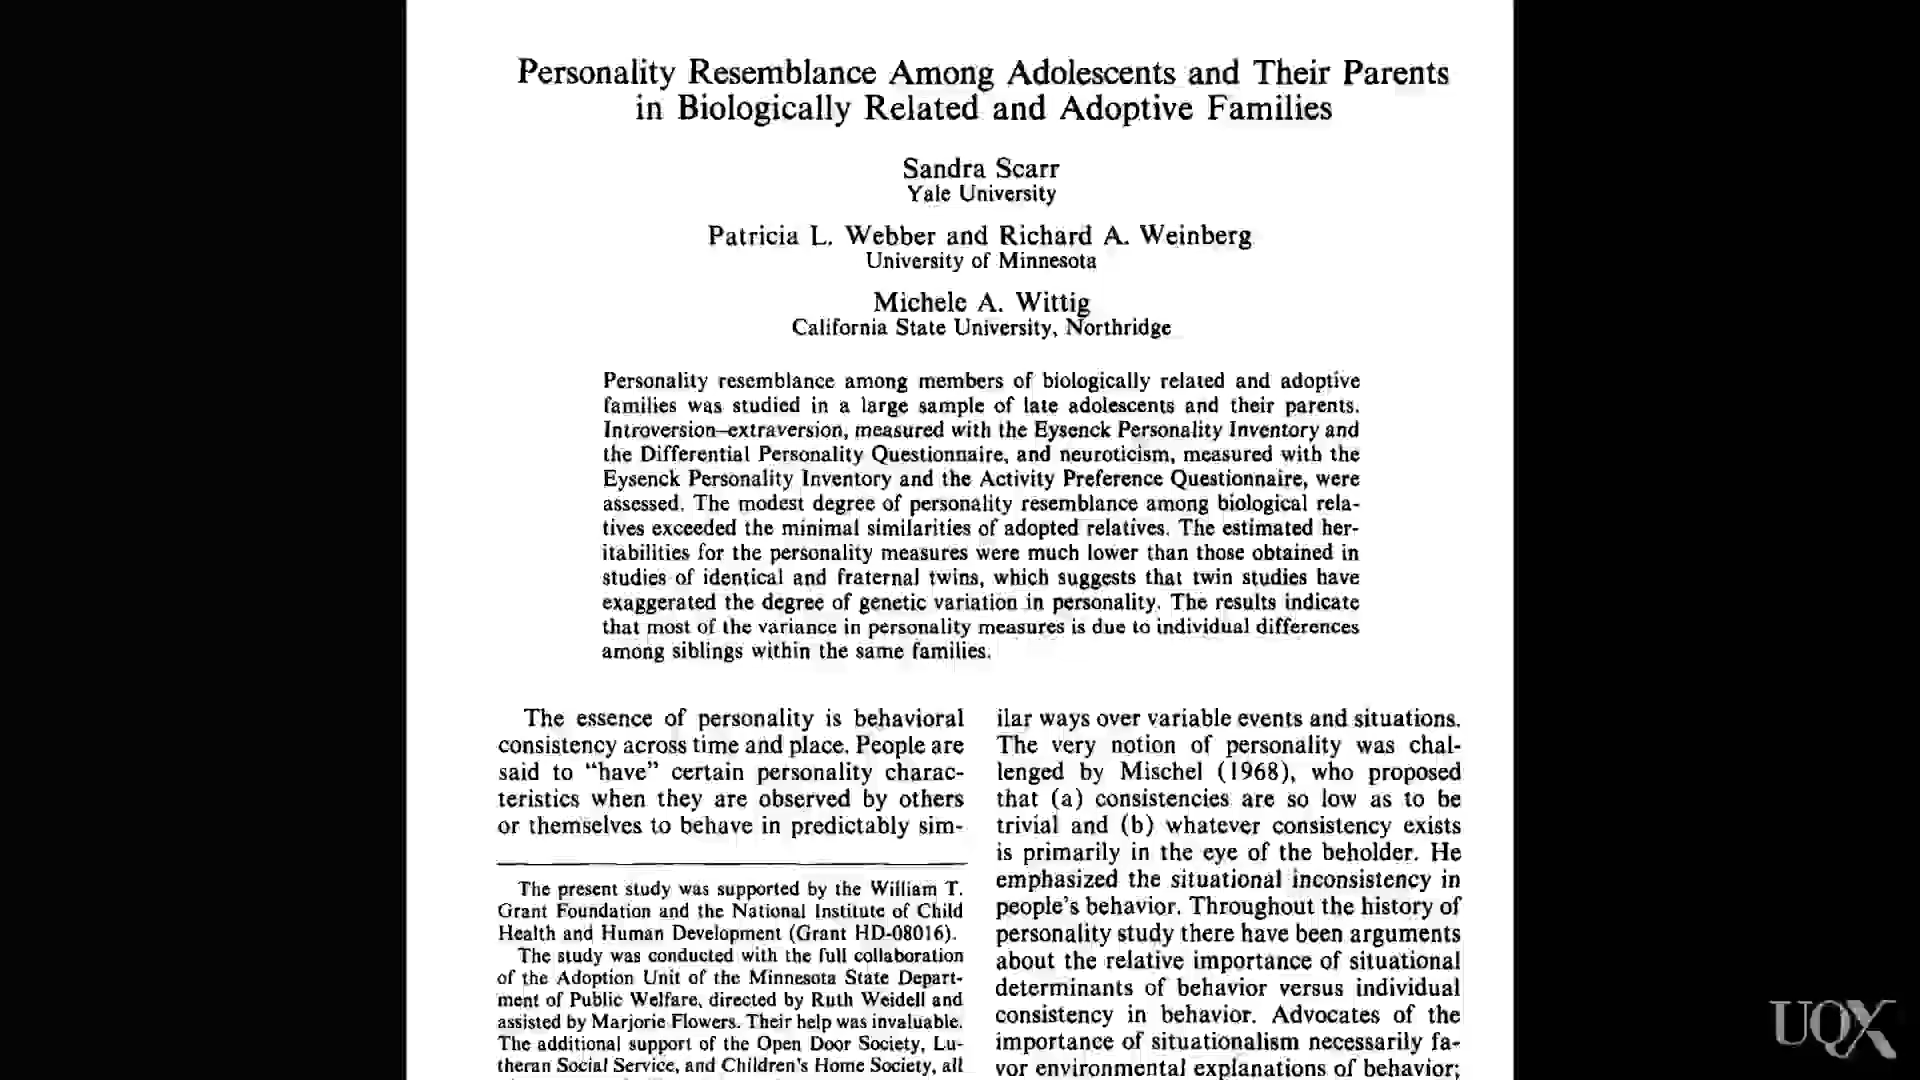 Personality Resemblance Among Adolescents and Their Parents
in Biologically Related and Adoptive Families
Sandra Scarr
Yale University
Patricia L. Webber and Richard A. Weinberg
University of Minnesota
Michele A. Wittig
California State University, Northridge
Personality resemblance among members of biologically related and adoptive
families was studied in a large sample of late adolescents and their parents.
Introversion–extraversion, measured with the Eysenck Personality Inventory and
the Differential Personality Questionnaire, and neuroticism, measured with the
Eysenck Personality Inventory and the Activity Preference Questionnaire, were
assessed. The modest degree of personality resemblance among biological rela-
tives exceeded the minimal similarities of adopted relatives. The estimated her-
itabilities for the personality measures were much lower than those obtained in
studies of identical and fraternal twins, which suggests that twin studies have
exaggerated the degree of genetic variation in personality. The results indicate
that most of the variance in personality measures is due to individual differences
among siblings within the same families.
The essence of personality is behavioral
consistency across time and place. People are
said to “have” certain personality charac-
teristics when they are observed by others
or themselves to behave in predictably sim-
The present study was supported by the William T.
Grant Foundation and the National Institute of Child
Health and Human Development (Grant HD-08016).
The study was conducted with the full collaboration
of the Adoption Unit of the Minnesota State Depart-
ment of Public Welfare, directed by Ruth Weidell and
assisted by Marjorie Flowers. Their help was invaluable.
The additional support of the Open Door Society, Lu-
theran Social Service, and Children's Home Society, all
ilar ways over variable events and situations.
The very notion of personality was chal-
lenged by Mischel (1968), who proposed
that (a) consistencies are so low as to be
trivial and (b) whatever consistency exists
is primarily in the eye of the beholder. He
emphasized the situational inconsistency in
people's behavior. Throughout the history of
personality study there have been arguments
about the relative importance of situational
determinants of behavior versus individual
consistency in behavior. Advocates of the
importance of situationalism necessarily fa-
vor environmental explanations of behavior;
UQX